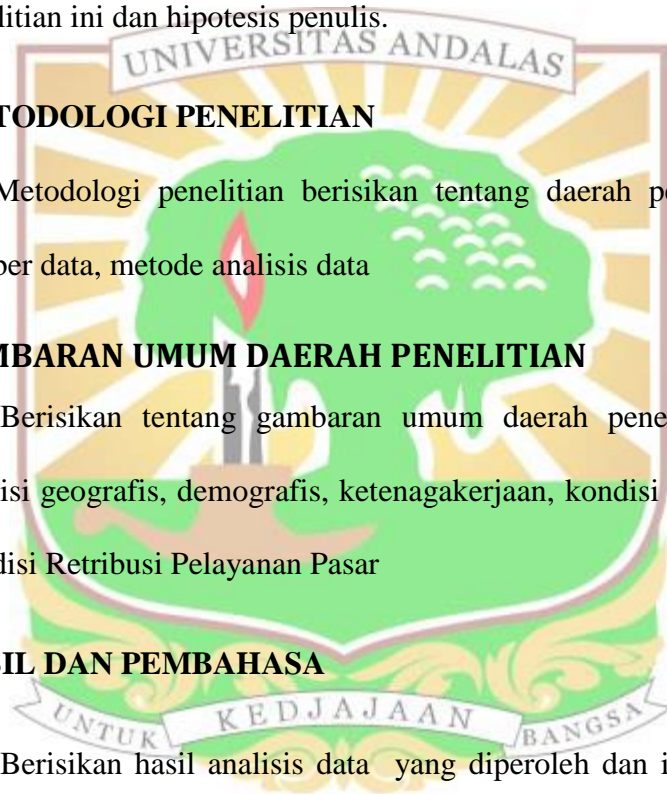 litian ini dan hipotesis penulis.
UNIVERSITAS ANDALAS
TODOLOGI PENELITIAN
Metodologi penelitian berisikan tentang daerah pe
ber data, metode analisis data
MBARAN UMUM DAERAH PENELITIAN
Berisikan tentang gambaran umum daerah pene
isi geografis, demografis, ketenagakerjaan, kondisi
disi Retribusi Pelayanan Pasar
SIL DAN PEMBAHASA
UNTUK KEDJAJAAN BANGSA
Berisikan hasil analisis data yang diperoleh dan i